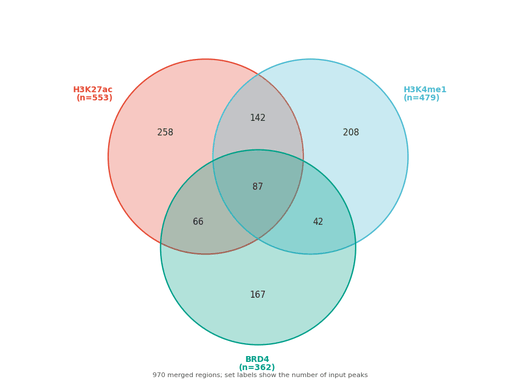 H3K27ac
(n=553)
H3K4me1
(n=479)
142
258
208
87
66
42
167
BRD4
(n=362)
970 merged regions; set labels show the number of input peaks